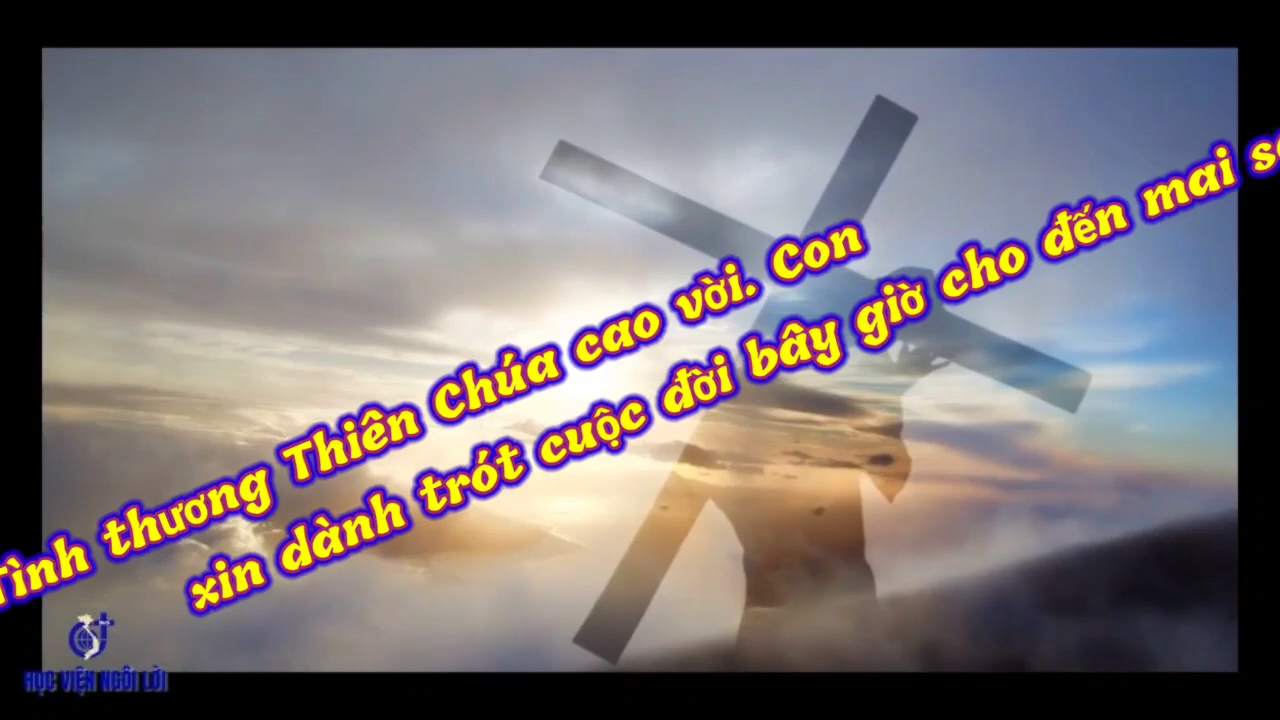 Tình thương Thiên Chúa cao vời. Con
xin dành trót cuộc đời bây giờ cho đến mai
HỌC VIỆN NGÔI LỜI